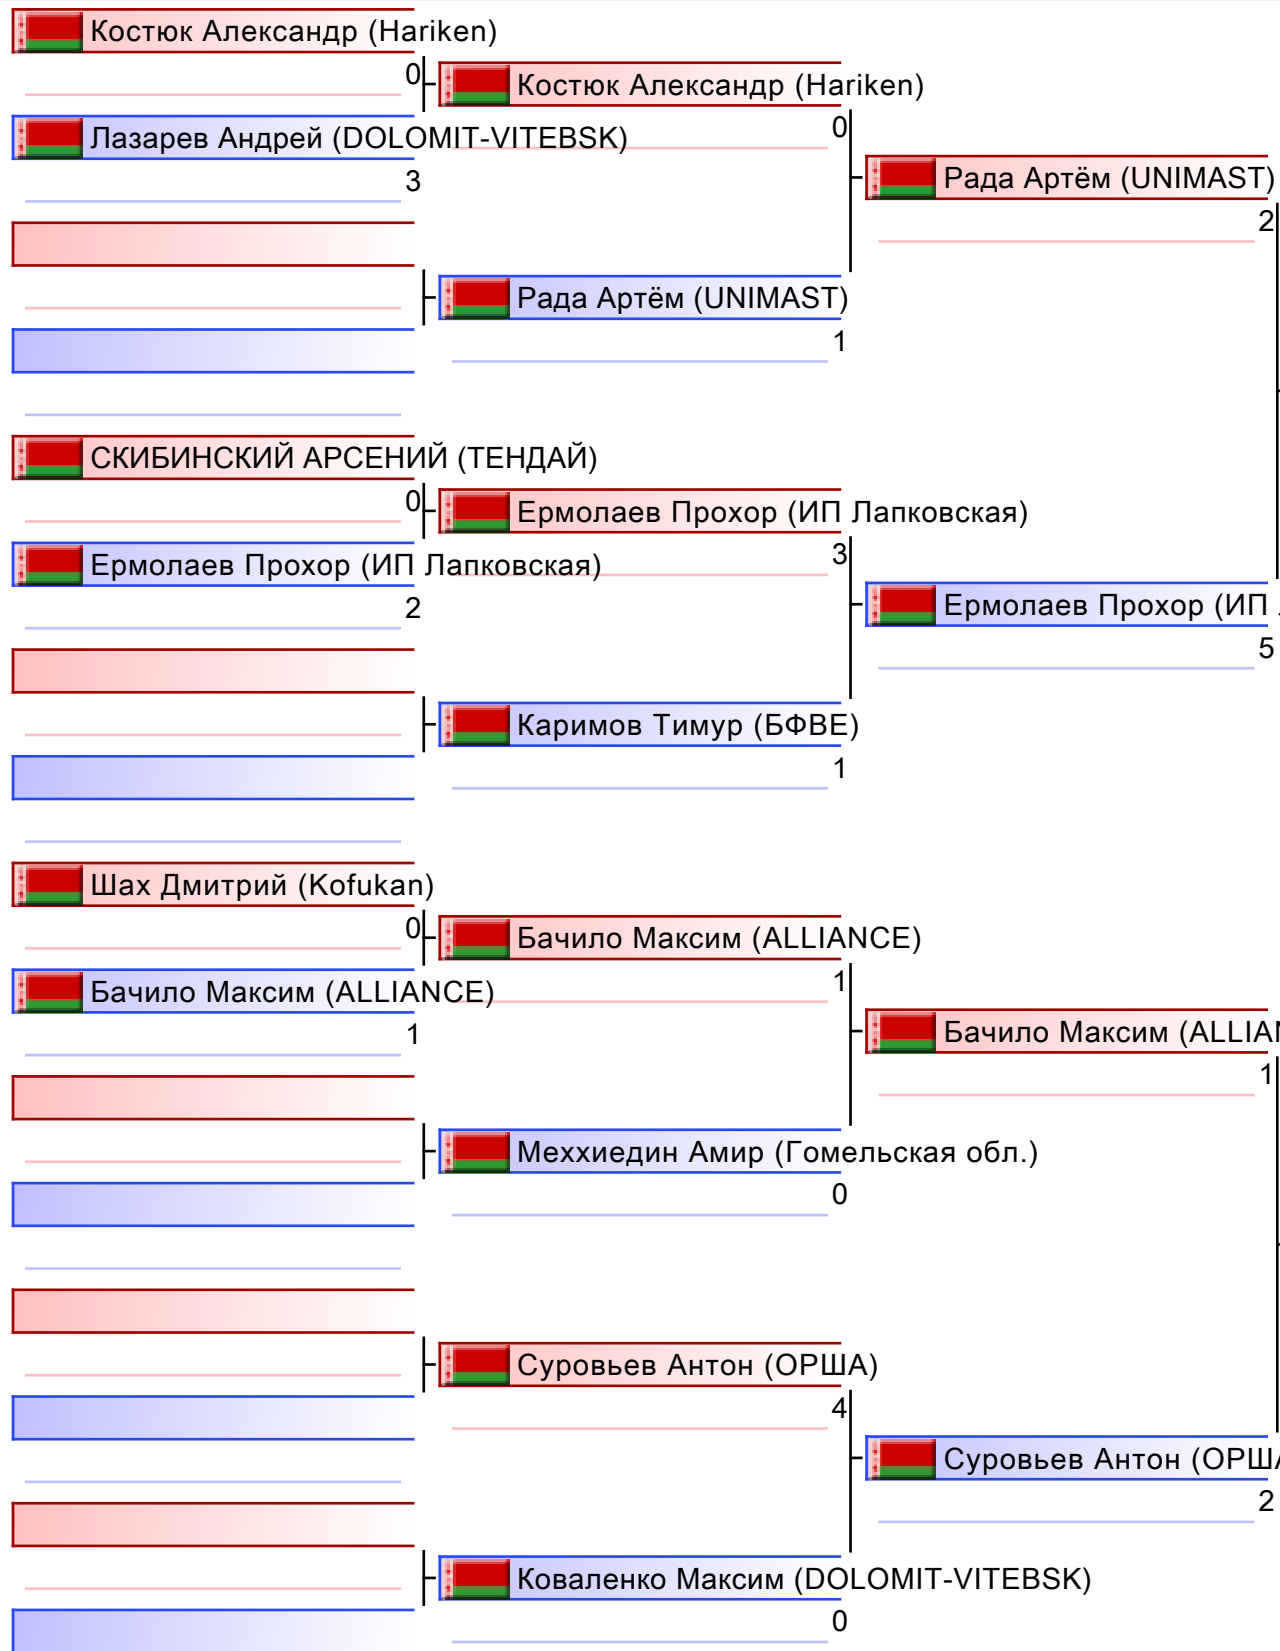 Костюк Александр (Hariken)
0
Лазарев Андрей (DOLOMIT-VITEBSK)
3
СКИБИНСКИЙ АРСЕНИЙ (ТЕНДАЙ)
0
Ермолаев Прохор (ИП Лапковская)
2
Шах Дмитрий (Kofukan)
0
Бачило Максим (ALLIANCE)
1
Костюк Александр (Hariken)
0
Рада Артём (UNIMAST)
1
Ермолаев Прохор (ИП Лапковская)
3
Каримов Тимур (БФВЕ)
1
Бачило Максим (ALLIANCE)
1
Меххиедин Амир (Гомельская обл.)
0
Суровьев Антон (ОРША)
4
Коваленко Максим (DOLOMIT-VITEBSK)
0
Рада Артём (UNIMAST)
2
Ермолаев Прохор (ИП
5
Бачило Максим (ALLIAN
1
Суровьев Антон (ОРША
2